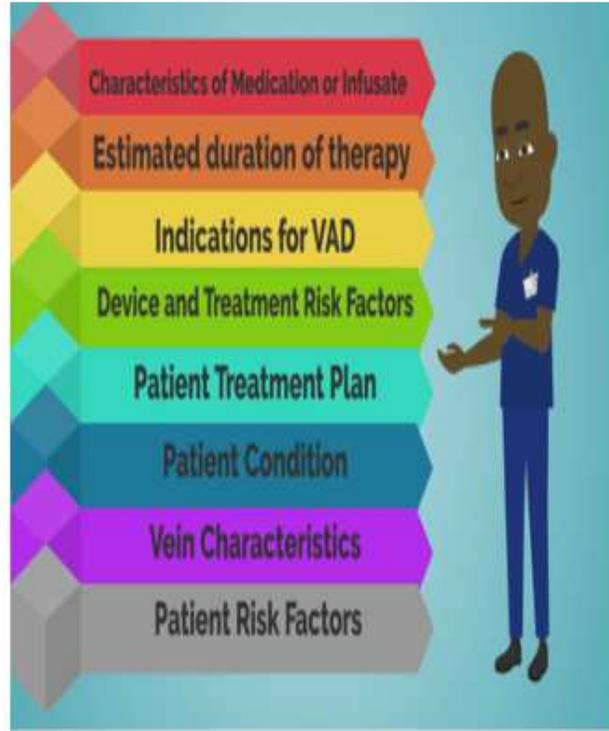 Characteristics of Medication or Infusate
Estimated duration of therapy
Indications for VAD
Device and Treatment Risk Factors
Patient Treatment Plan
Patient Condition
Vein Characteristics
Patient Risk Factors